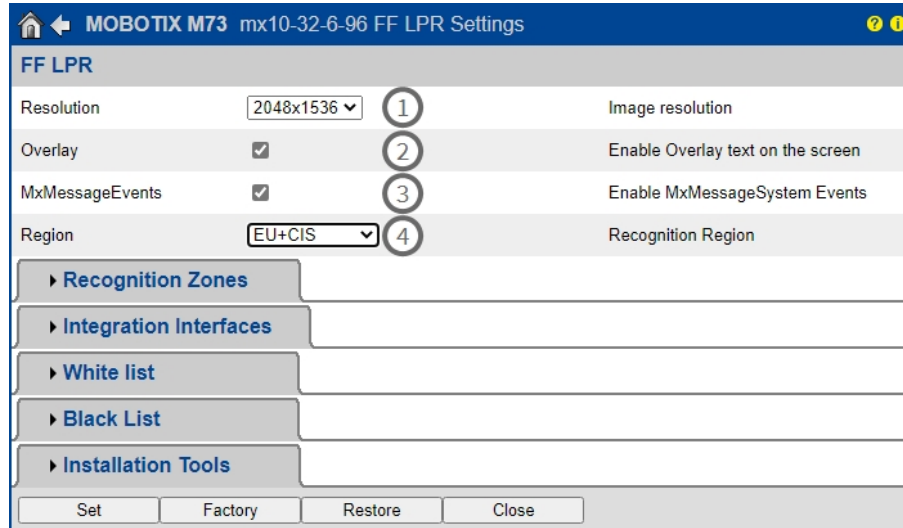 MOBOTIX M73 mx10-32-6-96 FF LPR Settings ? i
FF LPR
Resolution 2048x1536 1 Image resolution
Overlay 2 Enable Overlay text on the screen
MxMessageEvents 3 Enable MxMessageSystem Events
Region EU+CIS 4 Recognition Region
Recognition Zones
Integration Interfaces
White list
Black List
Installation Tools
Set Factory Restore Close